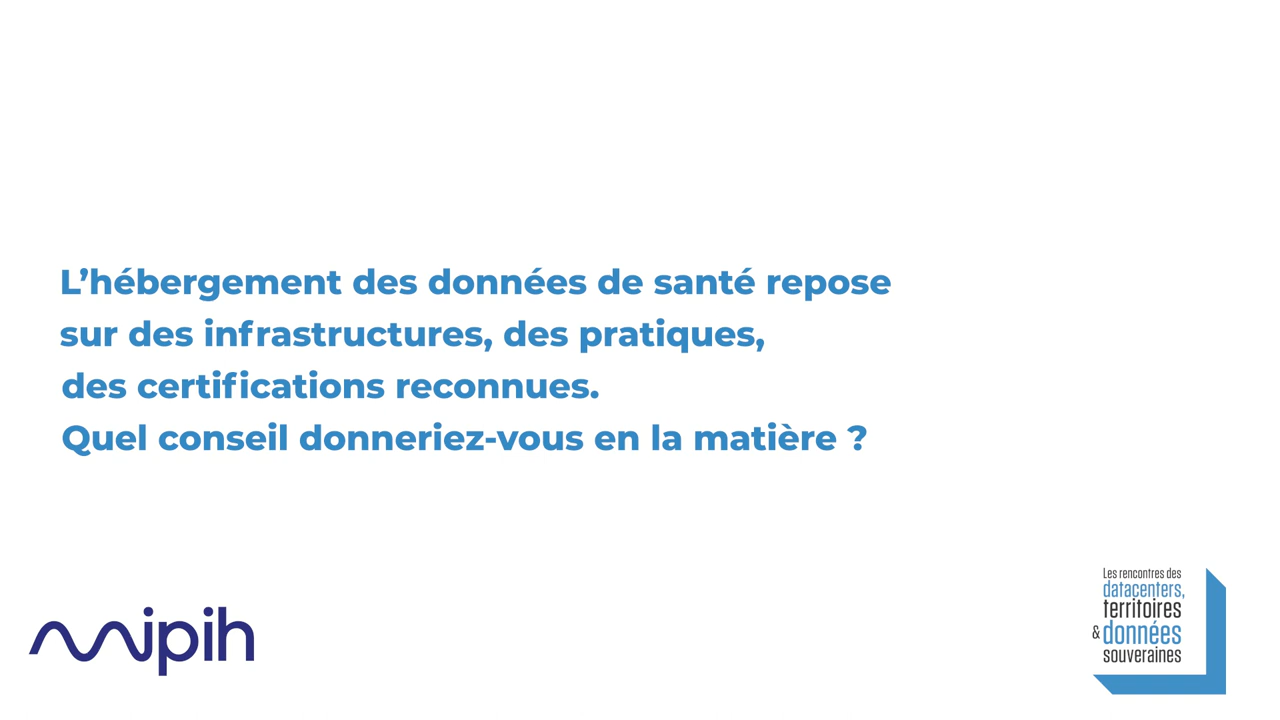 L’hébergement des données de santé repose
sur des infrastructures, des pratiques,
des certifications reconnues.
Quel conseil donneriez-vous en la matière ?
mipih
Les rencontres des
datacenters,
territoires
& données
souveraines